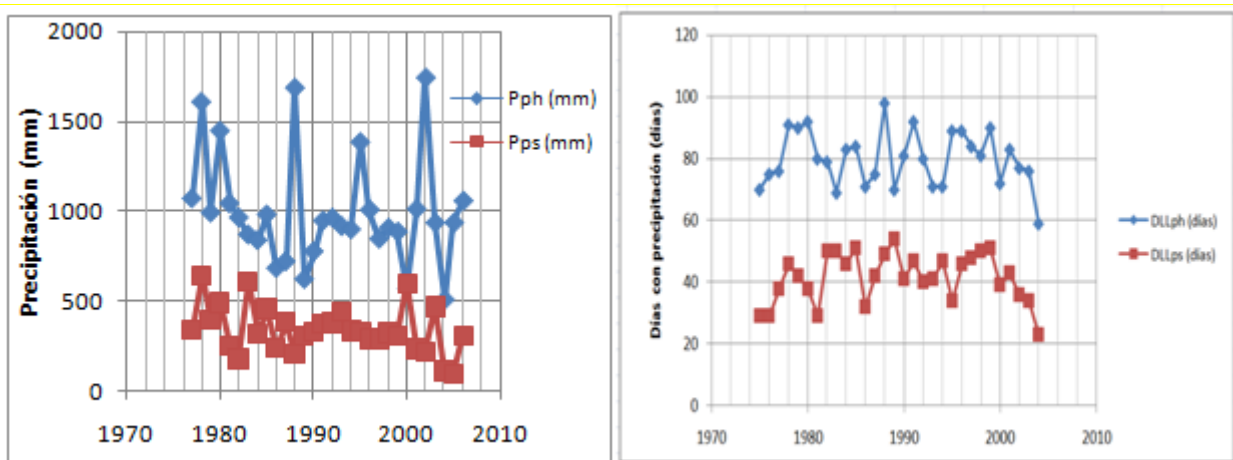 Precipitación (mm)
2000
1500
1000
500
0
1970 1980 1990 2000 2010
Pph (mm)
Pps (mm)
Días con precipitación (días)
120
100
80
60
40
20
0
1970 1980 1990 2000 2010
DLLph (días)
DLLps (días)